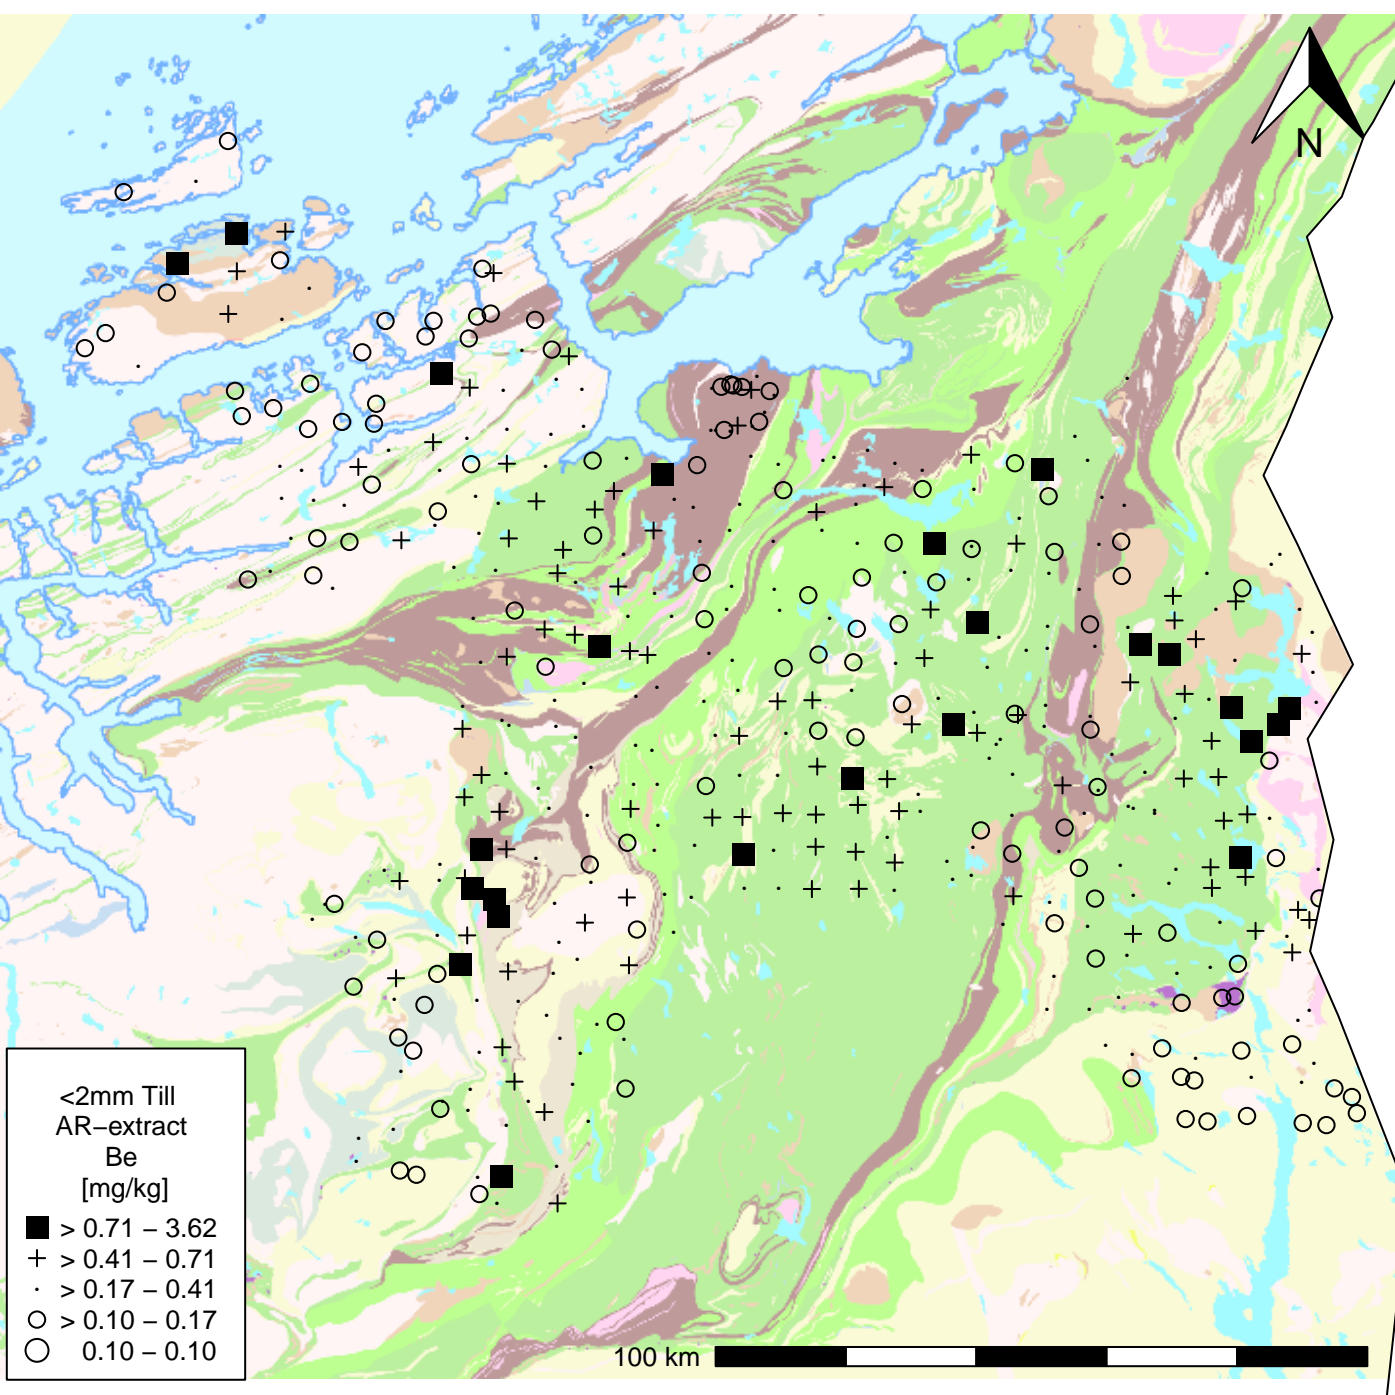 N
<2mm Till
AR−extract
Be
[mg/kg]
> 0.71 − 3.62
> 0.41 − 0.71
> 0.17 − 0.41
> 0.10 − 0.17
0.10 − 0.10
100 km